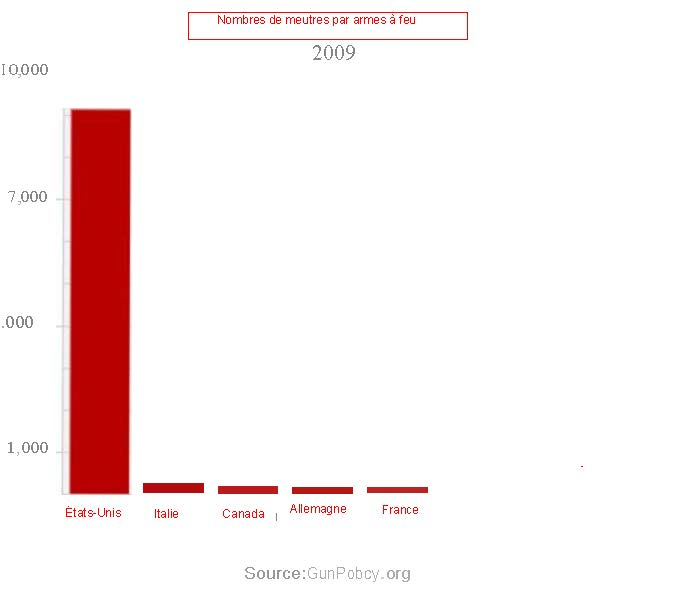 Nombres de meutres par armes à feu
2009
10,000
7,000
.000
1,000
États-Unis
Italie
Canada
Allemagne
France
Source:GunPobcy.org